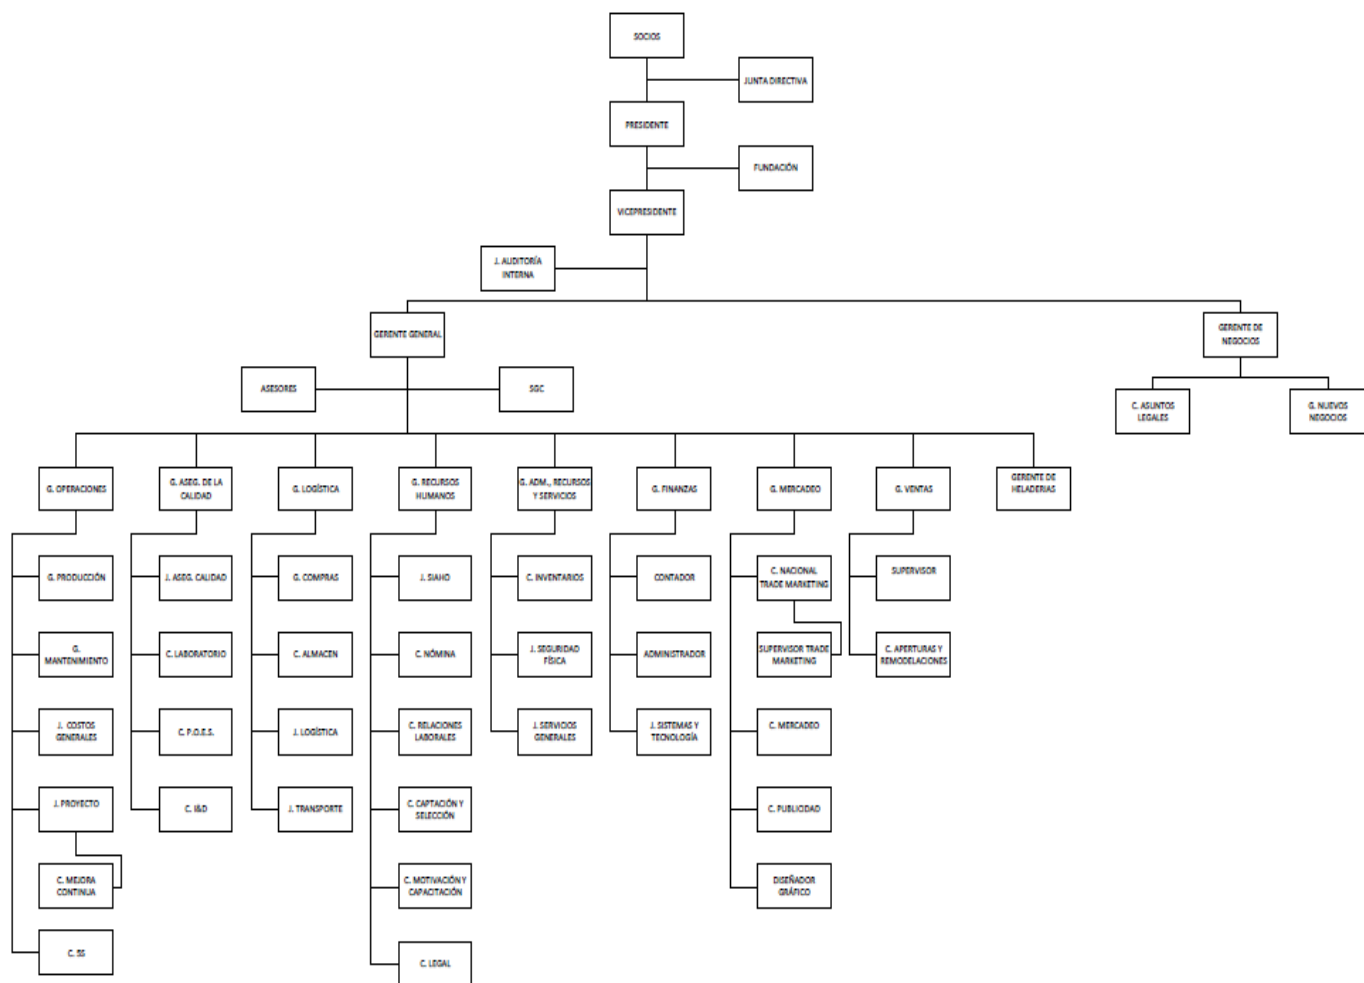 SOCIOS
JUNTA DIRECTIVA
PRESIDENTE
FUNDACIÓN
VICEPRESIDENTE
J. AUDITORÍA
INTERNA
GERENTE GENERAL
GERENTE DE
NEGOCIOS
ASESORES
SGC
C. ASUNTOS
LEGALES
G. NUEVOS
NEGOCIOS
G. OPERACIONES
G. ASEG. DE LA
CALIDAD
G. LOGÍSTICA
G. RECURSOS
HUMANOS
G. ADM., RECURSOS
Y SERVICIOS
G. FINANZAS
G. MERCADEO
G. VENTAS
GERENTE DE
HELADERIAS
G. PRODUCCIÓN
J. ASEG. CALIDAD
G. COMPRAS
J. SIAHO
C. INVENTARIOS
CONTADOR
C. NACIONAL
TRADE MARKETING
SUPERVISOR
G.
MANTENIMIENTO
C. LABORATORIO
C. ALMACEN
C. NÓMINA
J. SEGURIDAD
FÍSICA
ADMINISTRADOR
SUPERVISOR TRADE
MARKETING
C. APERTURAS Y
REMODELACIONES
J. COSTOS
GENERALES
C. P.O.E.S.
J. LOGÍSTICA
C. RELACIONES
LABORALES
J. SERVICIOS
GENERALES
J. SISTEMAS Y
TECNOLOGÍA
C. MERCADEO
J. PROYECTO
C. I&D
J. TRANSPORTE
C. CAPTACIÓN Y
SELECCIÓN
C. PUBLICIDAD
C. MEJORA
CONTINUA
C. MOTIVACIÓN Y
CAPACITACIÓN
DISEÑADOR
GRÁFICO
C. 5S
C. LEGAL